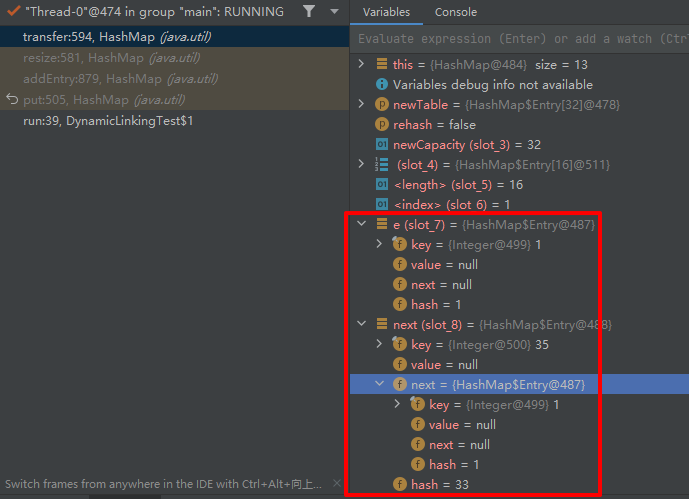 "Thread-0"@474 in group "main": RUNNING
transfer:594, HashMap (java.util)
resize:581, HashMap (java.util)
addEntry:879, HashMap (java.util)
put:505, HashMap (java.util)
run:39, DynamicLinkingTest$1
Switch frames from anywhere in the IDE with Ctrl+Alt+向上...
Variables
Console
Evaluate expression (Enter) or add a watch (Ctr
this = {HashMap@484} size = 13
Variables debug info not available
newTable = {HashMap$Entry[32]@478}
rehash = false
newCapacity (slot_3) = 32
(slot_4) = {HashMap$Entry[16]@511}
<length> (slot_5) = 16
<index> (slot_6) = 1
e (slot_7) = {HashMap$Entry@487}
key = {Integer@499} 1
value = null
next = null
hash = 1
next (slot_8) = {HashMap$Entry@488}
key = {Integer@500} 35
value = null
next = {HashMap$Entry@487}
key = {Integer@499} 1
value = null
next = null
hash = 1
hash = 33